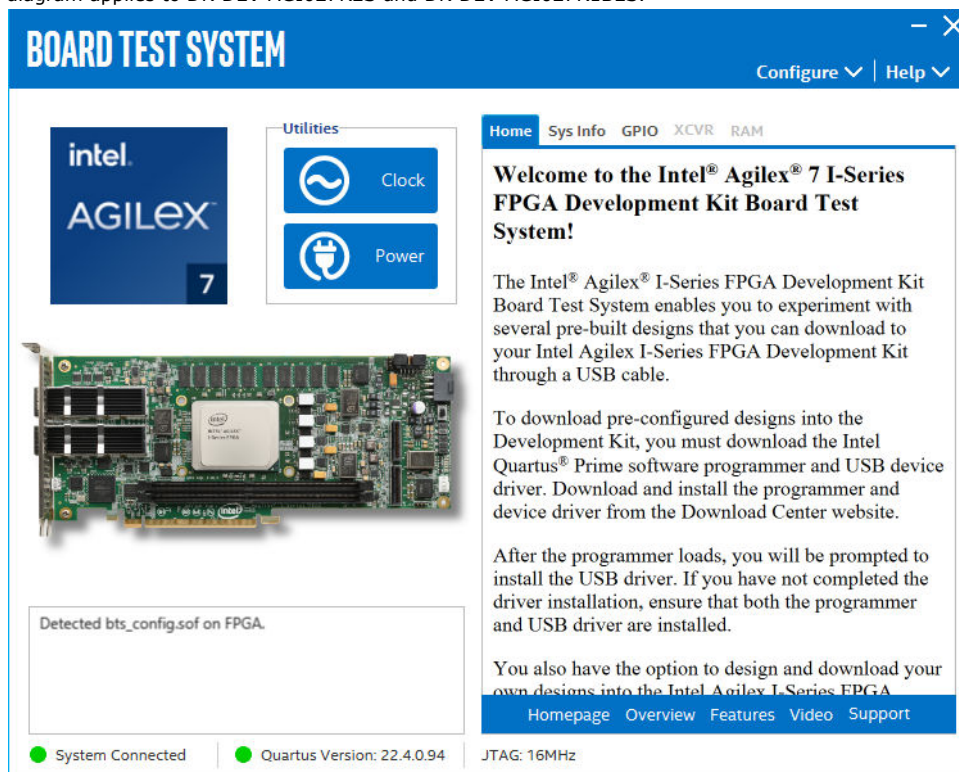 BOARD TEST SYSTEM
Configure
Help
intel.
AGILEX™
7
Utilities
Clock
Power
Home Sys Info GPIO XCVR RAM
Welcome to the Intel® Agilex® 7 I-Series
FPGA Development Kit Board Test
System!
The Intel® Agilex® I-Series FPGA Development Kit
Board Test System enables you to experiment with
several pre-built designs that you can download to
your Intel Agilex I-Series FPGA Development Kit
through a USB cable.
To download pre-configured designs into the
Development Kit, you must download the Intel
Quartus® Prime software programmer and USB device
driver. Download and install the programmer and
device driver from the Download Center website.
After the programmer loads, you will be prompted to
install the USB driver. If you have not completed the
driver installation, ensure that both the programmer
and USB driver are installed.
You also have the option to design and download your
own designs into the Intel Agilex I-Series FPGA
Homepage Overview Features Video Support
Detected bts_config.sof on FPGA.
System Connected
Quartus Version: 22.4.0.94
JTAG: 16MHz